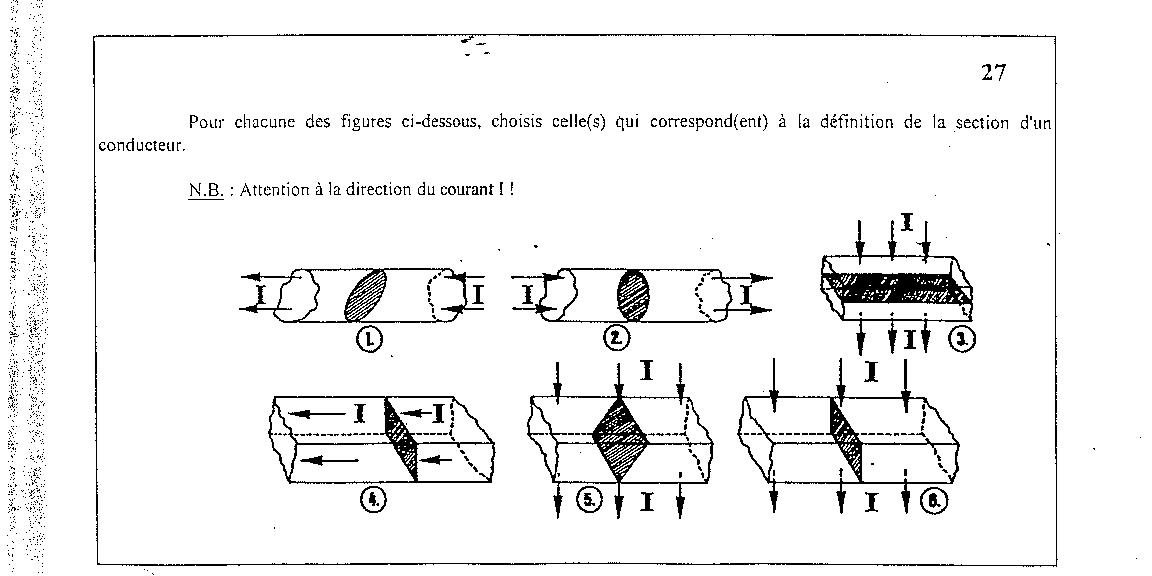 27
Pour chacune des figures ci-dessous, choisis celle(s) qui correspond(ent) à la définition de la section d'un
conducteur.
N.B. : Attention à la direction du courant I !
I
I I I I
1. 2. I 3.
I I
I I
4. 5. I I 6.